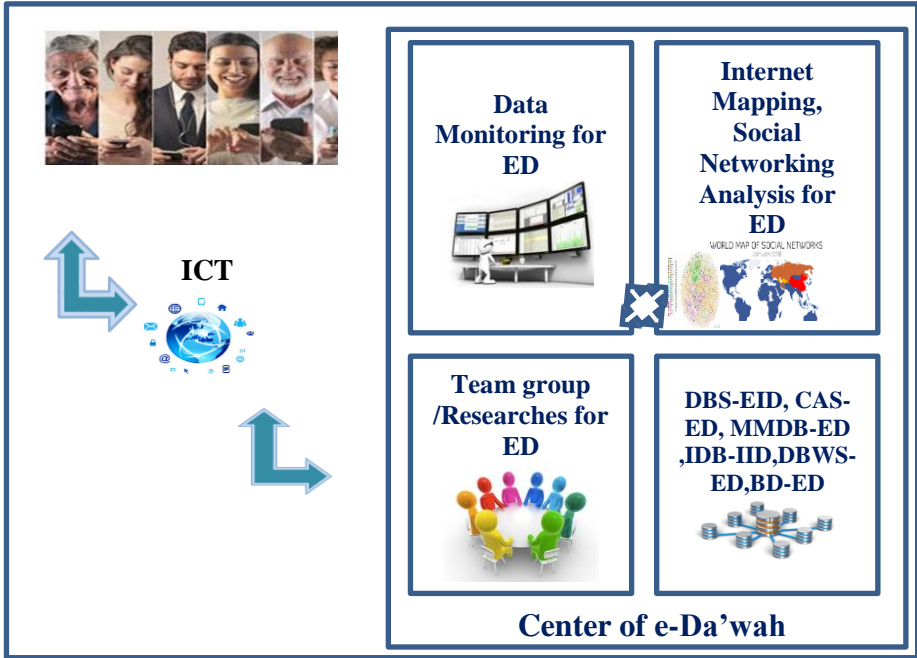 ICT
Data
Monitoring for
ED
Internet
Mapping,
Social
Networking
Analysis for
ED
WORLD MAP OF SOCIAL NETWORKS
Team group
/Researches for
ED
DBS-EID, CAS-
ED, MMDB-ED
,IDB-IID,DBWS-
ED,BD-ED
Center of e-Da’wah